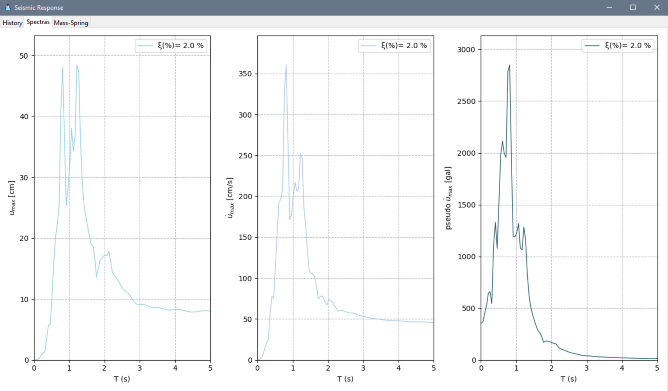 Seismic Response
History Spectras Mass-Spring
ξ(%)= 2.0 %
50
40
30
20
10
0
u_max [cm]
0 1 2 3 4 5
T (s)
ξ(%)= 2.0 %
350
300
250
200
150
100
50
0
u̇_max [cm/s]
0 1 2 3 4 5
T (s)
ξ(%)= 2.0 %
3000
2500
2000
1500
1000
500
0
pseudo ü_max [gal]
0 1 2 3 4 5
T (s)